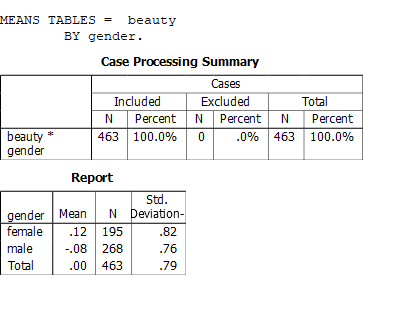 MEANS TABLES =  beauty
BY gender.
Case Processing Summary
Cases
Included Excluded Total
N Percent N Percent N Percent
beauty * gender 463 100.0% 0 .0% 463 100.0%
Report
gender Mean N Std. Deviation-
female .12 195 .82
male -.08 268 .76
Total .00 463 .79